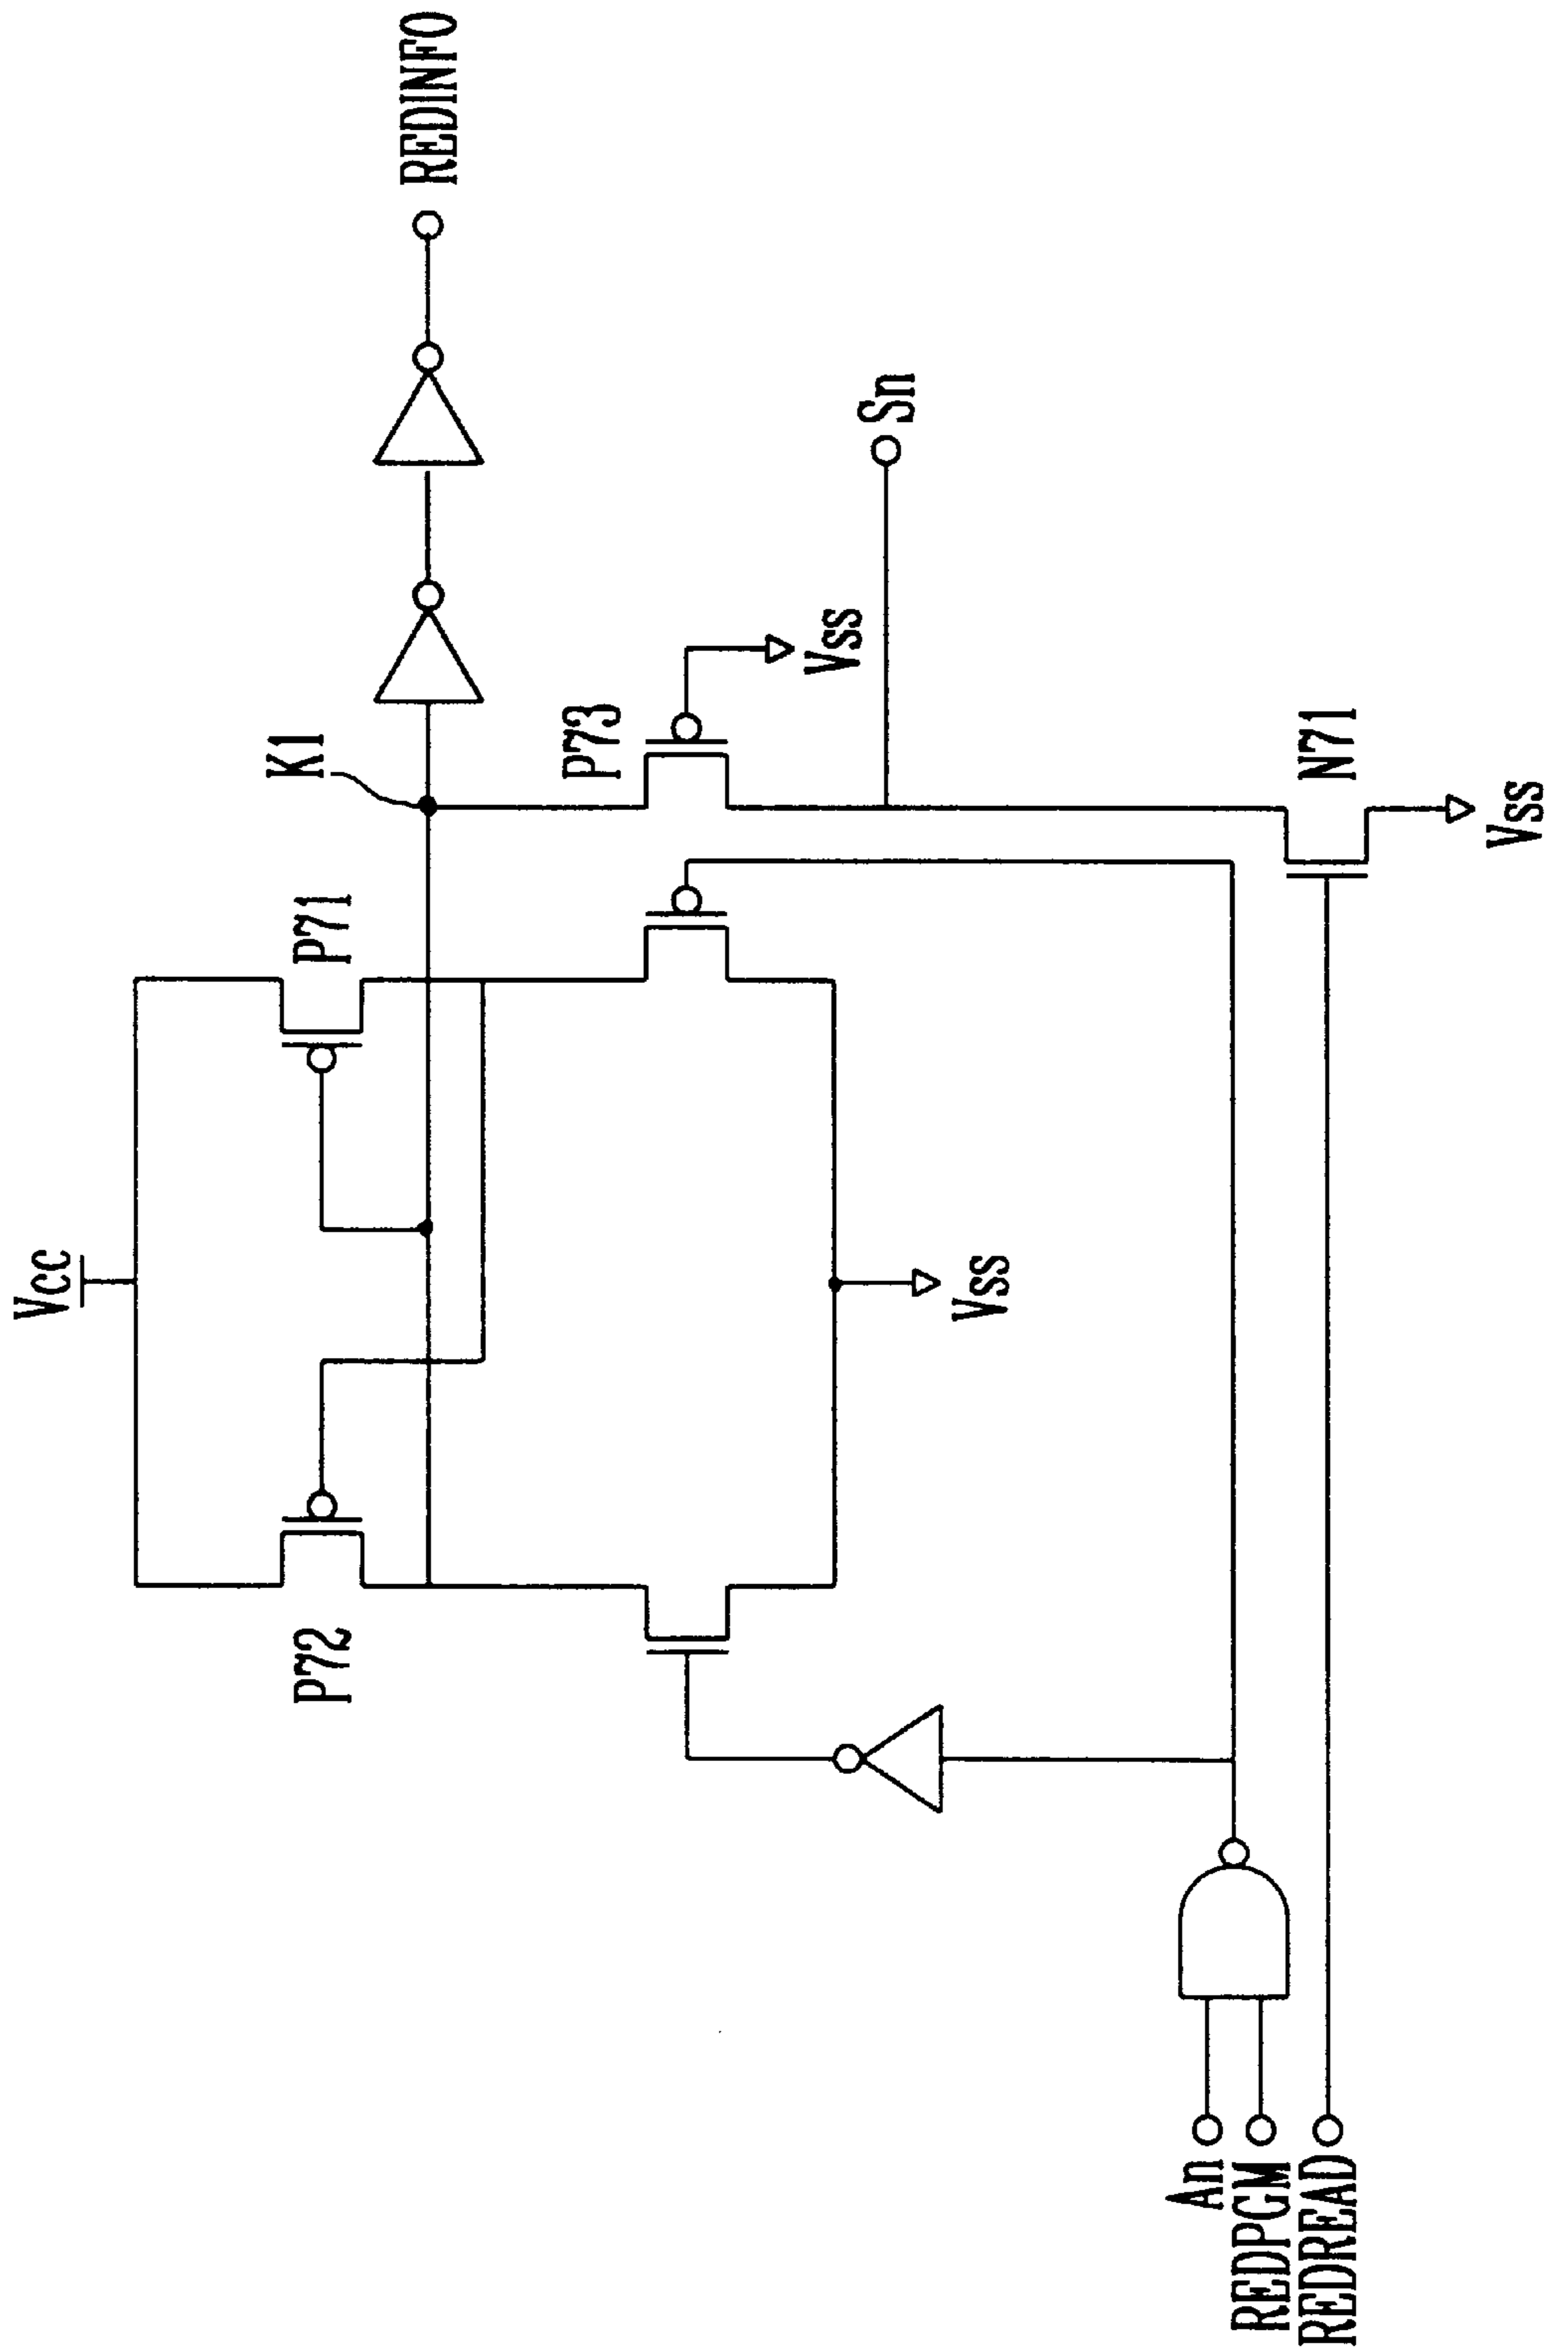 Vcc
P72
P71
K1
REDINFO
P73
Vss
Sn
Vss
An
REDPGM
REDREAD
N71
Vss